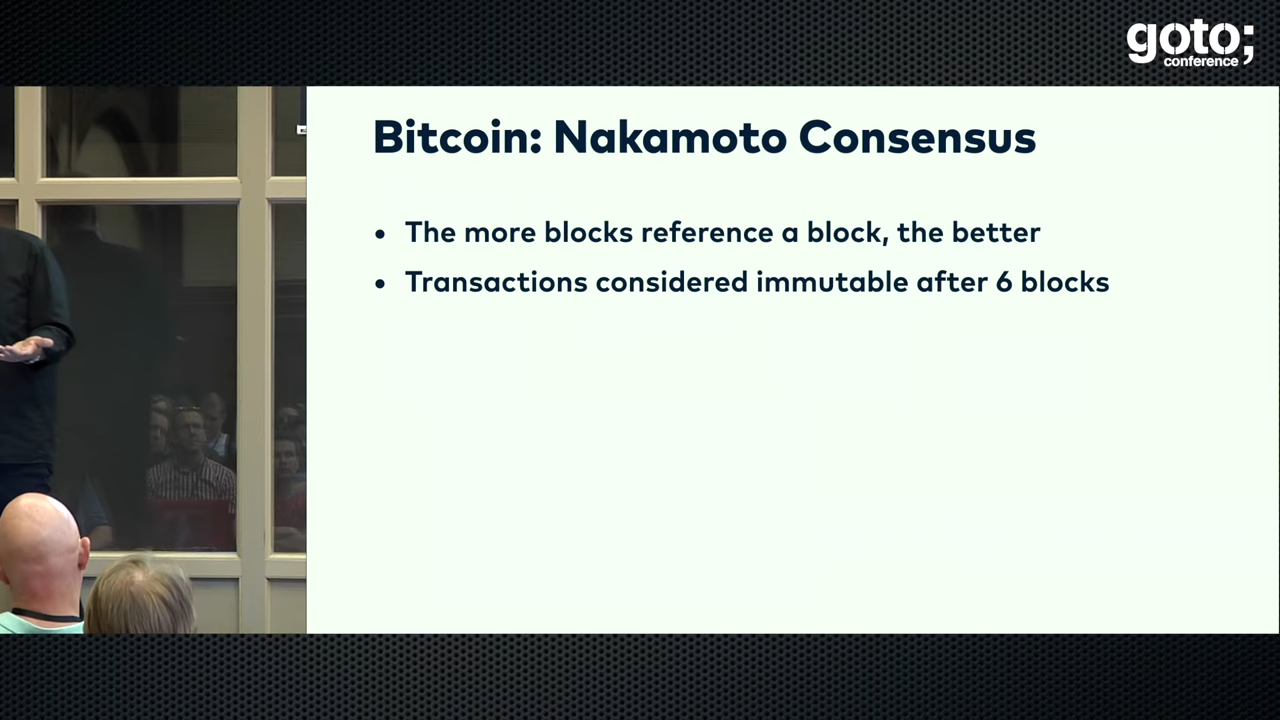 goto;
conference
Bitcoin: Nakamoto Consensus
• The more blocks reference a block, the better
• Transactions considered immutable after 6 blocks